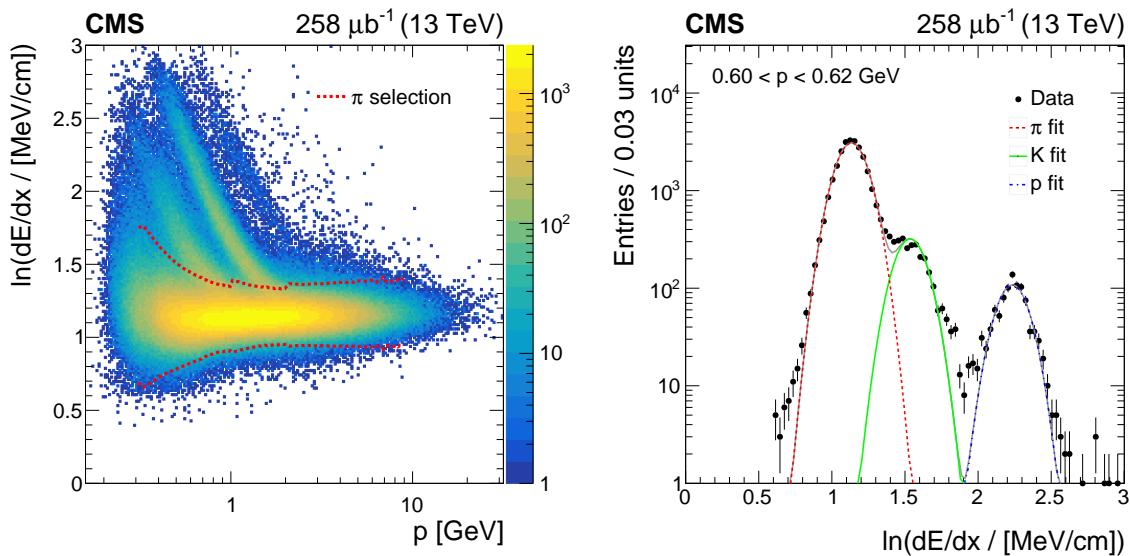 CMS 258 μb⁻¹ (13 TeV)
ln(dE/dx / [MeV/cm])
3
2.5
2
1.5
1
0.5
0
π selection
10³
10²
10
1
1 10
p [GeV]
CMS 258 μb⁻¹ (13 TeV)
Entries / 0.03 units
0.60 < p < 0.62 GeV
Data
π fit
K fit
p fit
10⁴
10³
10²
10
1
0 0.5 1 1.5 2 2.5 3
ln(dE/dx / [MeV/cm])